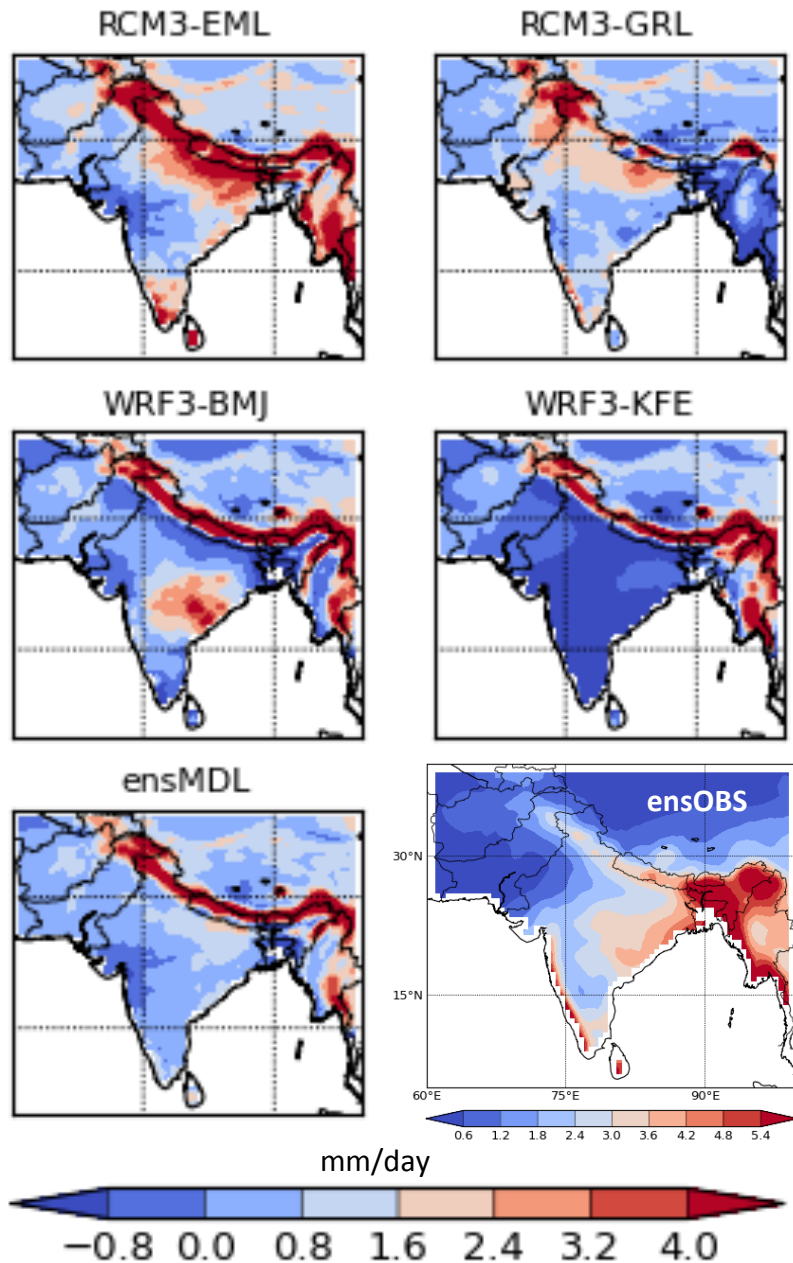 RCM3-EML RCM3-GRL
WRF3-BMJ WRF3-KFE
ensMDL
ensOBS
30°N
15°N
60°E 75°E 90°E
0.6 1.2 1.8 2.4 3.0 3.6 4.2 4.8 5.4
mm/day
−0.8 0.0 0.8 1.6 2.4 3.2 4.0